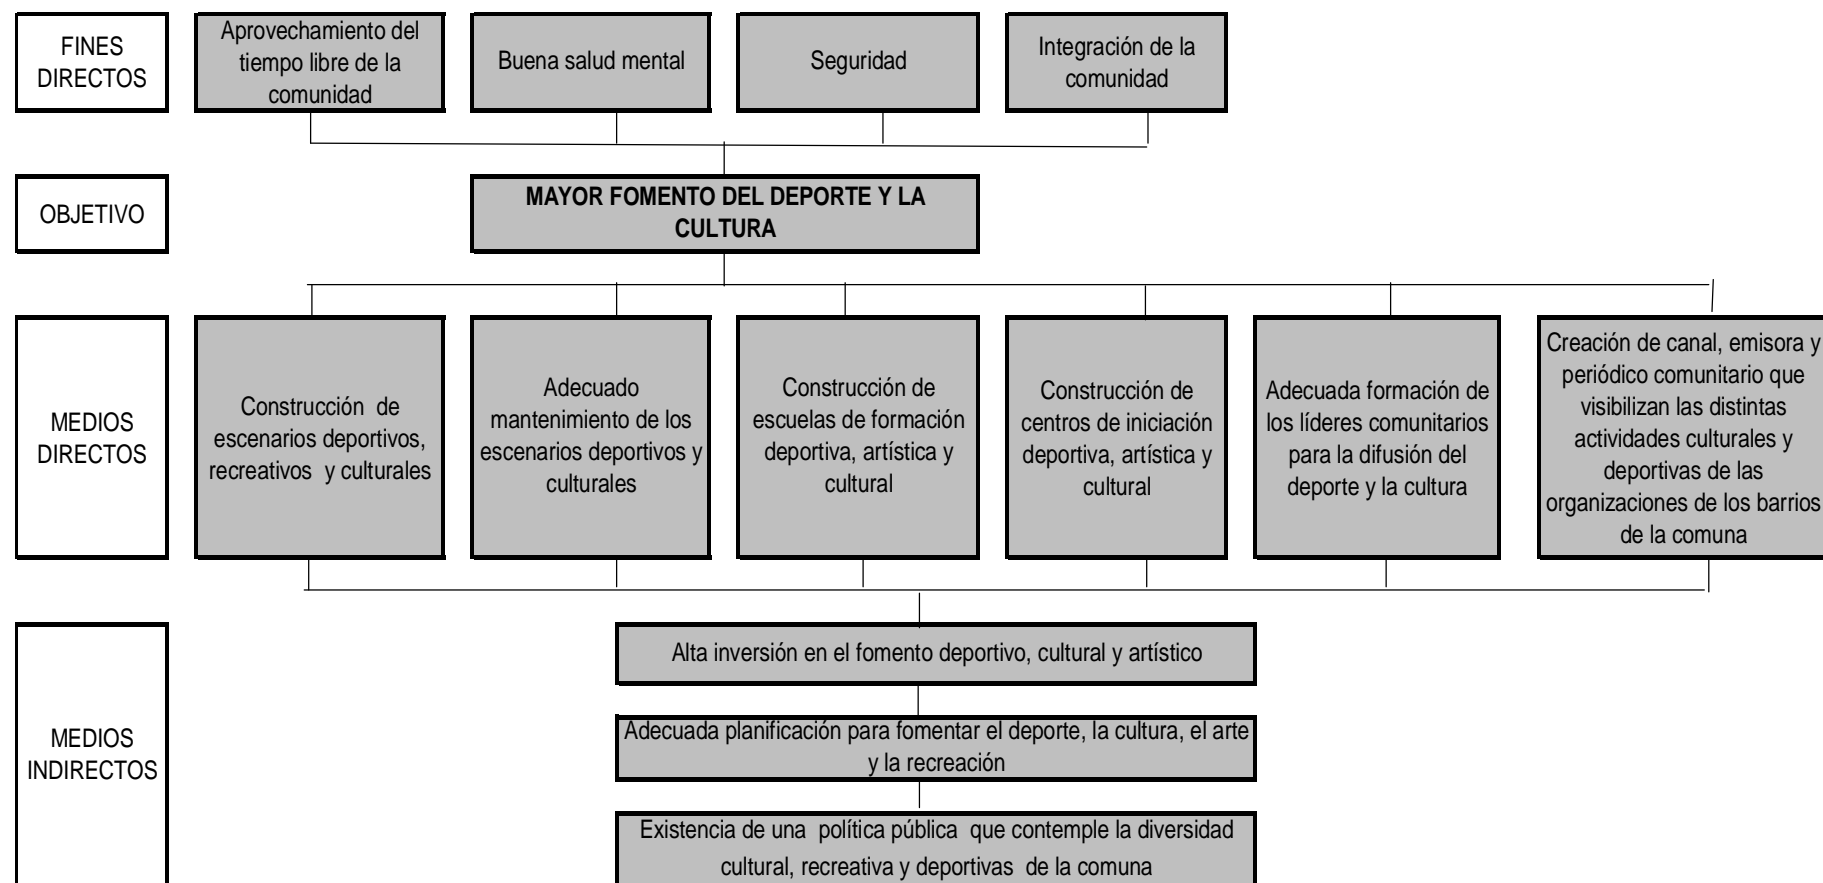 FINES
DIRECTOS
Aprovechamiento del
tiempo libre de la
comunidad
Buena salud mental
Seguridad
Integración de la
comunidad
OBJETIVO
MAYOR FOMENTO DEL DEPORTE Y LA
CULTURA
MEDIOS
DIRECTOS
Construcción de
escenarios deportivos,
recreativos y culturales
Adecuado
mantenimiento de los
escenarios deportivos y
culturales
Construcción de
escuelas de formación
deportiva, artística y
cultural
Construcción de
centros de iniciación
deportiva, artística y
cultural
Adecuada formación de
los líderes comunitarios
para la difusión del
deporte y la cultura
Creación de canal, emisora y
periódico comunitario que
visibilizan las distintas
actividades culturales y
deportivas de las
organizaciones de los barrios
de la comuna
MEDIOS
INDIRECTOS
Alta inversión en el fomento deportivo, cultural y artístico
Adecuada planificación para fomentar el deporte, la cultura, el arte
y la recreación
Existencia de una política pública que contemple la diversidad
cultural, recreativa y deportivas de la comuna